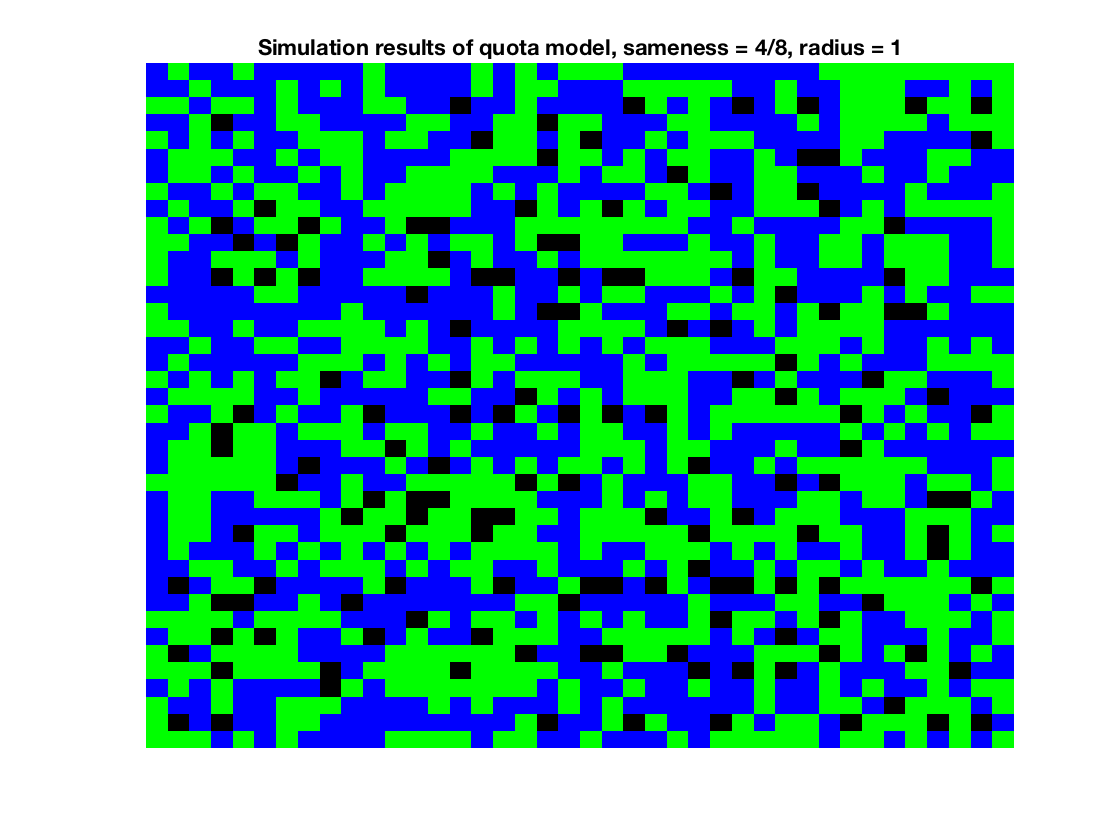 Simulation results of quota model, sameness = 4/8, radius = 1